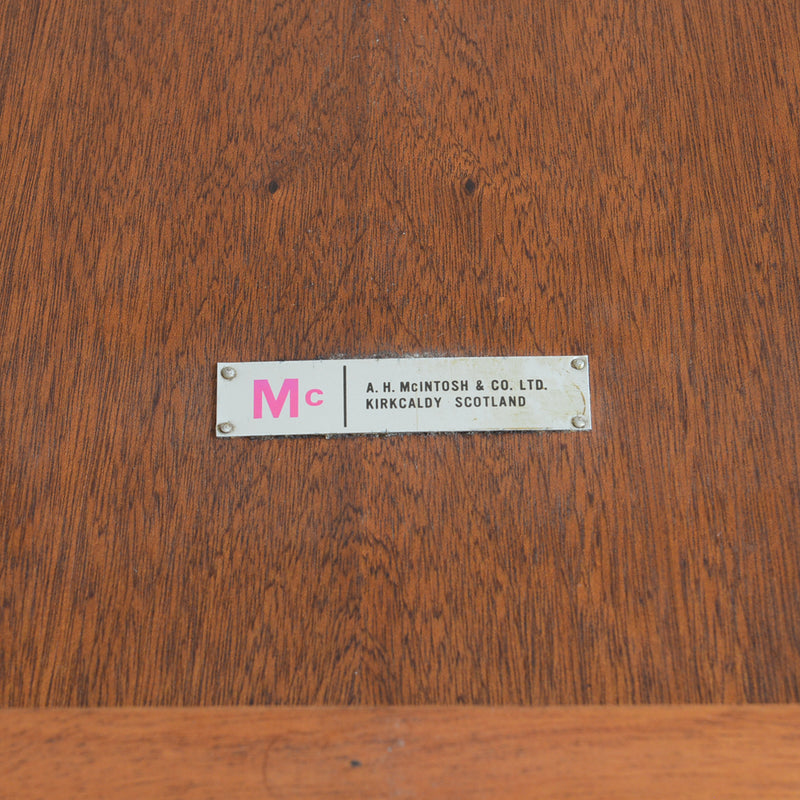 Mc
A. H. McINTOSH & CO. LTD.
KIRKCALDY SCOTLAND